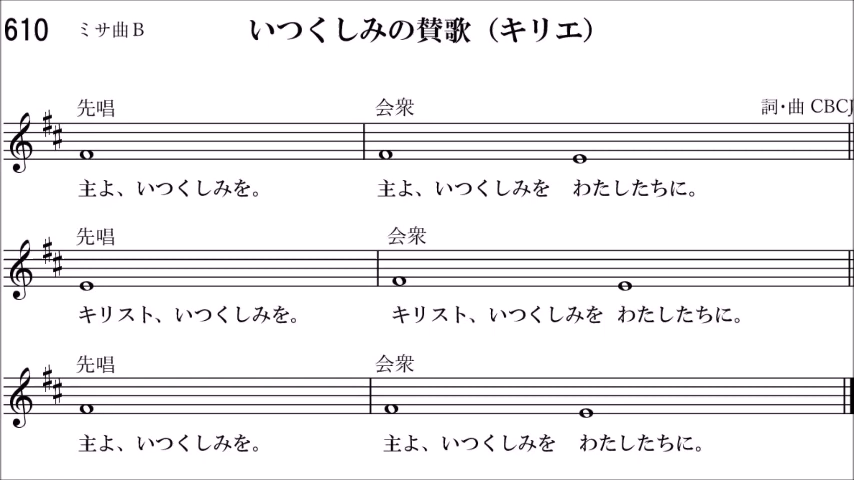 610 ミサ曲B いつくしみの賛歌（キリエ）
先唱 会衆 詞・曲 CBCJ
主よ、いつくしみを。 主よ、いつくしみを わたしたちに。
先唱 会衆
キリスト、いつくしみを。 キリスト、いつくしみを わたしたちに。
先唱 会衆
主よ、いつくしみを。 主よ、いつくしみを わたしたちに。